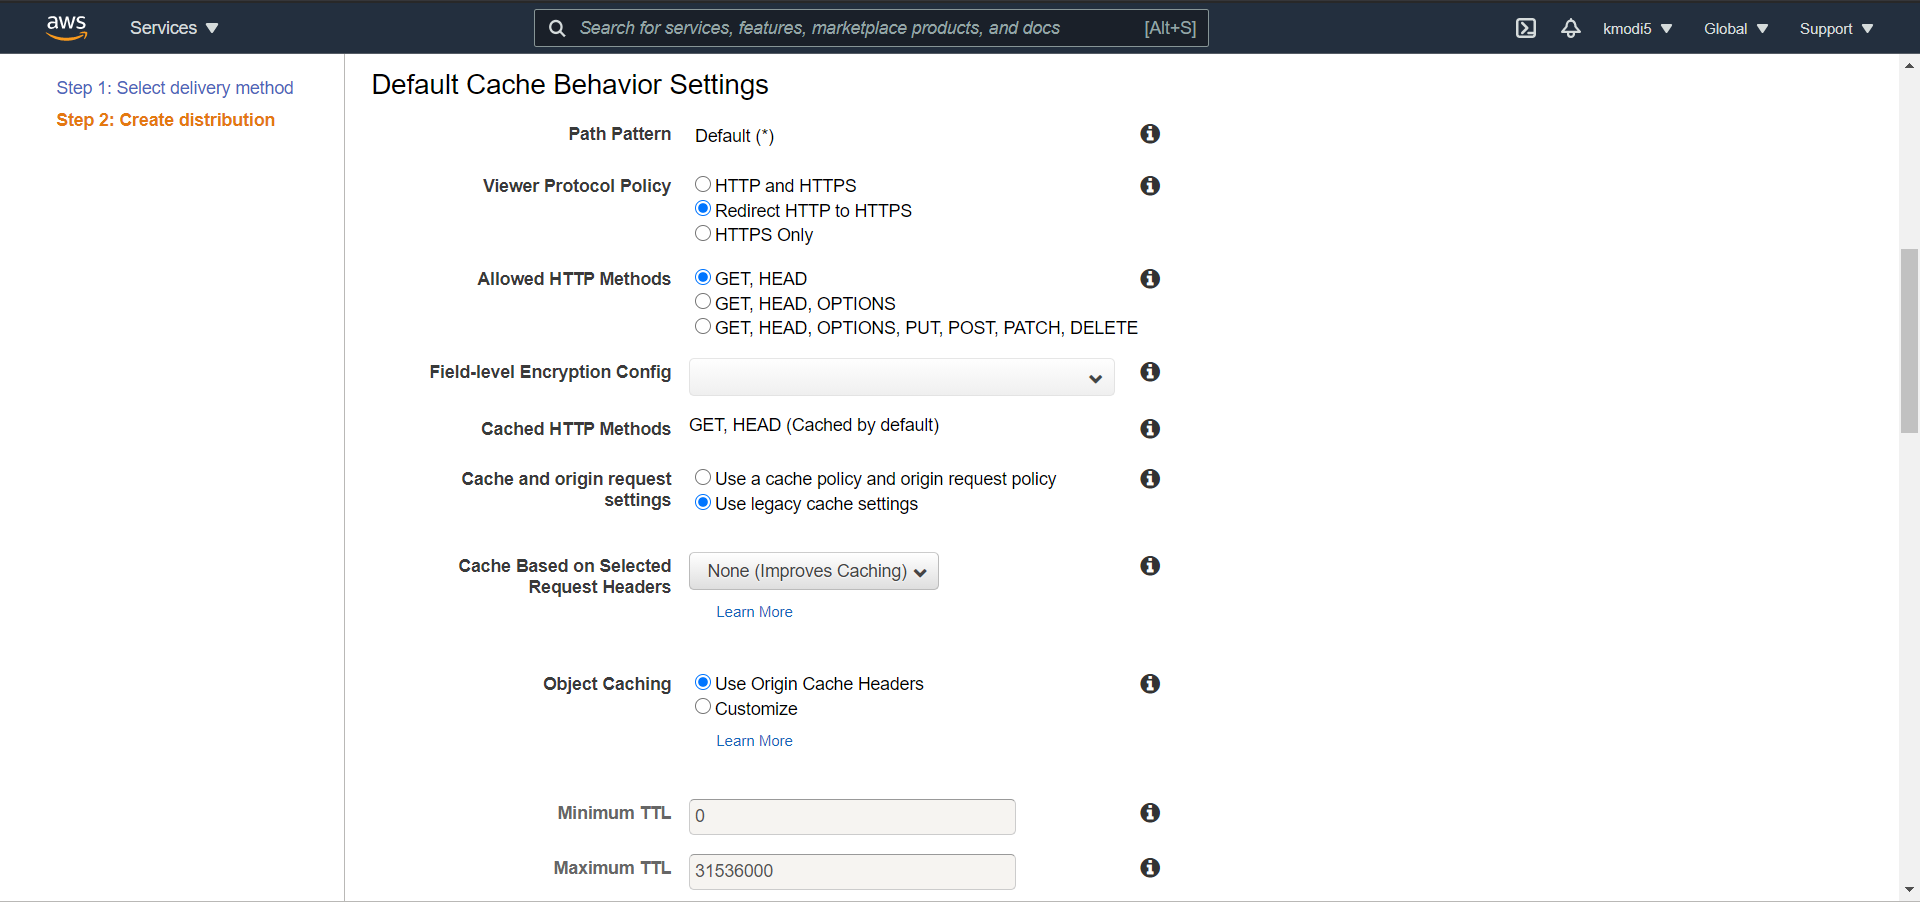 aws Services Search for services, features, marketplace products, and docs [Alt+S] kmodi5 Global Support
Step 1: Select delivery method
Step 2: Create distribution
Default Cache Behavior Settings
Path Pattern Default (*)
Viewer Protocol Policy HTTP and HTTPS
Redirect HTTP to HTTPS
HTTPS Only
Allowed HTTP Methods GET, HEAD
GET, HEAD, OPTIONS
GET, HEAD, OPTIONS, PUT, POST, PATCH, DELETE
Field-level Encryption Config
Cached HTTP Methods GET, HEAD (Cached by default)
Cache and origin request settings Use a cache policy and origin request policy
Use legacy cache settings
Cache Based on Selected Request Headers None (Improves Caching)
Learn More
Object Caching Use Origin Cache Headers
Customize
Learn More
Minimum TTL 0
Maximum TTL 31536000